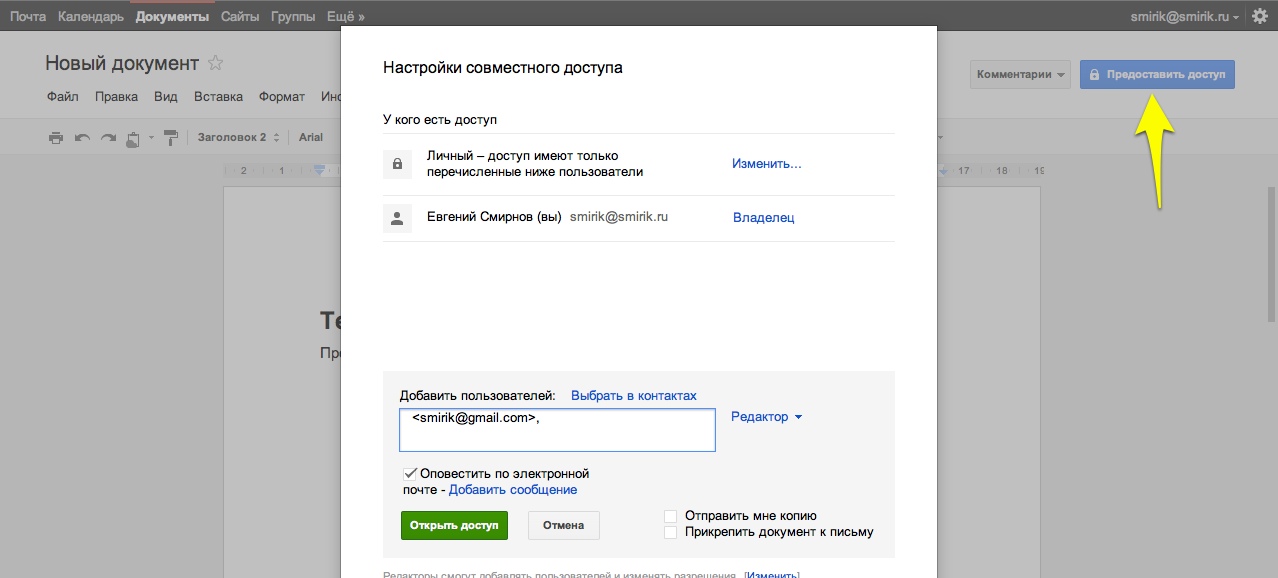 Почта Календарь Документы Сайты Группы Ещё » smirik@smirik.ru
Новый документ
Комментарии Предоставить доступ
Файл Правка Вид Вставка Формат
Заголовок 2 Arial
2 1 17 18 19
Настройки совместного доступа
У кого есть доступ
Личный – доступ имеют только
перечисленные ниже пользователи
Изменить...
Евгений Смирнов (вы) smirik@smirik.ru Владелец
Добавить пользователей: Выбрать в контактах
<smirik@gmail.com>,
Редактор
Оповестить по электронной
почте - Добавить сообщение
Открыть доступ Отмена
Отправить мне копию
Прикрепить документ к письму
Редакторы смогут добавлять пользователей и изменять разрешения. [Изменить]